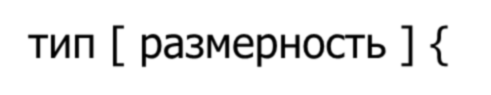 тип [ размерность ] {